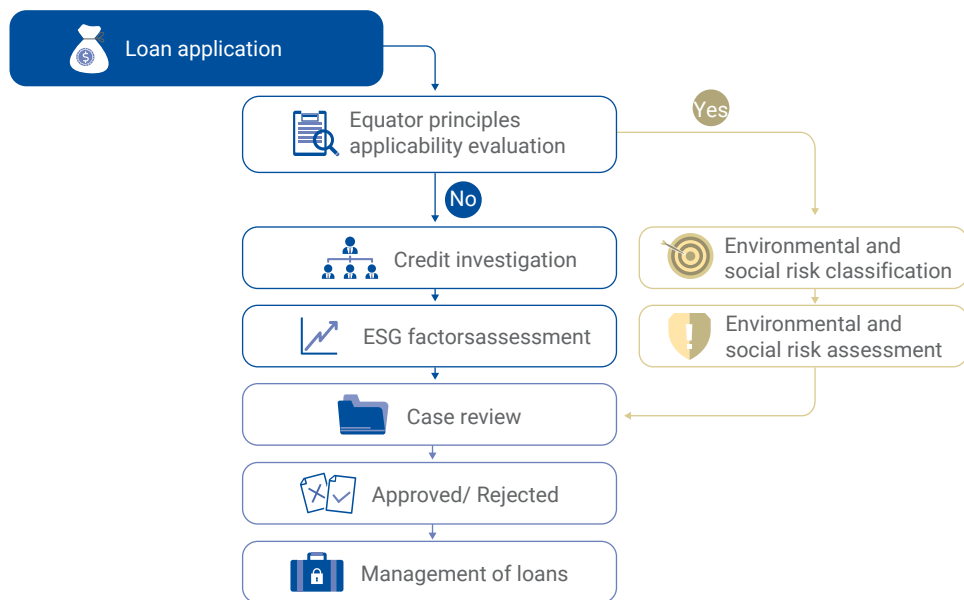 Loan application
Equator principles
applicability evaluation
Yes
No
Credit investigation
Environmental and
social risk classification
ESG factorsassessment
Environmental and
social risk assessment
Case review
Approved/ Rejected
Management of loans